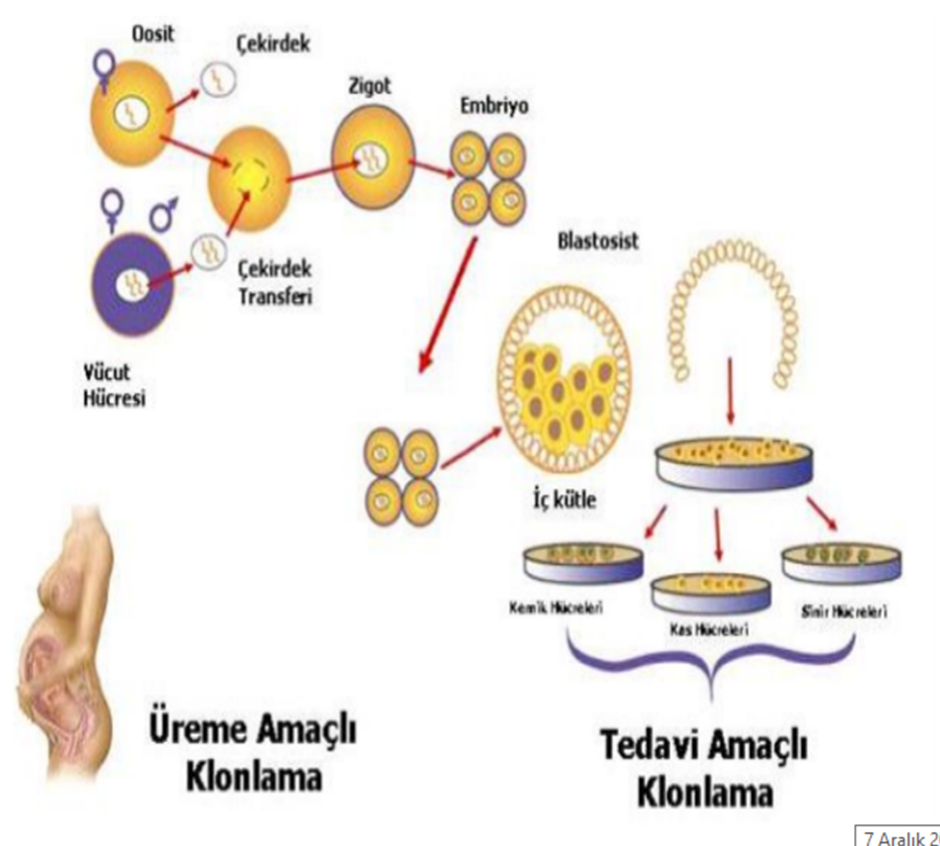 Oosit
Çekirdek
Zigot
Embriyo
Çekirdek
Transferi
Vücut
Hücresi
Blastosist
İç kütle
Kemik Hücreleri
Kas Hücreleri
Sinir Hücreleri
Üreme Amaçlı
Klonlama
Tedavi Amaçlı
Klonlama
7 Aralık 20